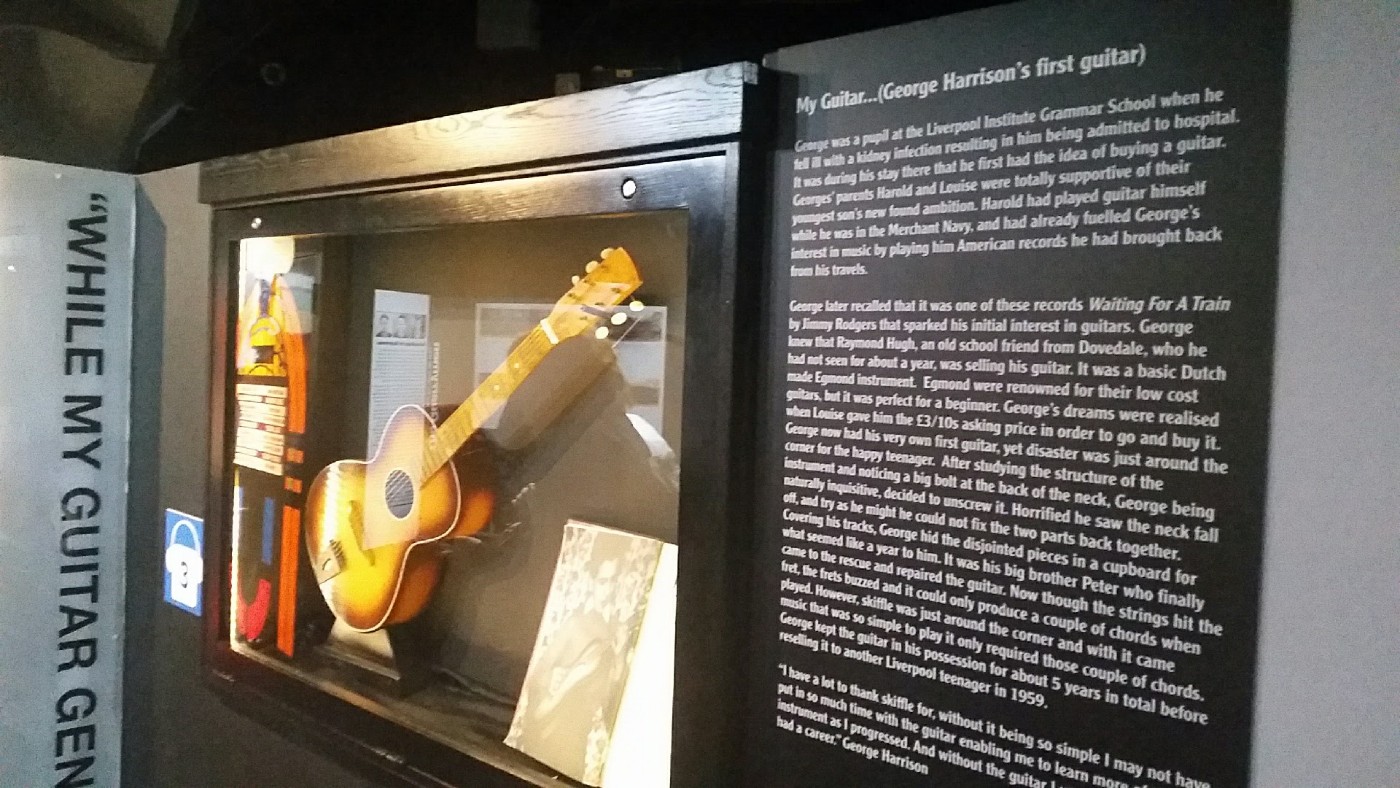 “WHILE MY GUITAR GEN
3
My Guitar...(George Harrison's first guitar)
George was a pupil at the Liverpool Institute Grammar School when he
fell ill with a kidney infection resulting in him being admitted to hospital.
It was during his stay there that he first had the idea of buying a guitar.
Georges' parents Harold and Louise were totally supportive of their
youngest son's new found ambition. Harold had played guitar himself
while he was in the Merchant Navy, and had already fuelled George's
interest in music by playing him American records he had brought back
from his travels.
George later recalled that it was one of these records Waiting For A Train
by Jimmy Rodgers that sparked his initial interest in guitars. George
knew that Raymond Hugh, an old school friend from Dovedale, who he
had not seen for about a year, was selling his guitar. It was a basic Dutch
made Egmond instrument. Egmond were renowned for their low cost
guitars, but it was perfect for a beginner. George's dreams were realised
when Louise gave him the £3/10s asking price in order to go and buy it.
George now had his very own first guitar, yet disaster was just around the
corner for the happy teenager. After studying the structure of the
instrument and noticing a big bolt at the back of the neck, George being
naturally inquisitive, decided to unscrew it. Horrified he saw the neck fall
off, and try as he might he could not fix the two parts back together.
Covering his tracks, George hid the disjointed pieces in a cupboard for
what seemed like a year to him. It was his big brother Peter who finally
came to the rescue and repaired the guitar. Now though the strings hit the
fret, the frets buzzed and it could only produce a couple of chords when
played. However, skiffle was just around the corner and with it came
music that was so simple to play it only required those couple of chords.
George kept the guitar in his possession for about 5 years in total before
reselling it to another Liverpool teenager in 1959.
"I have a lot to thank skiffle for, without it being so simple I may not have
put in so much time with the guitar enabling me to learn more
instrument as I progressed. And without the guitar I
had a career." George Harrison